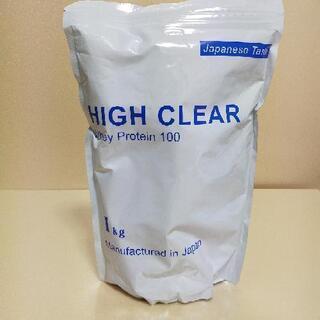 Japanese Taste
HIGH CLEAR
Whey Protein 100
1kg
Manufactured in Japan